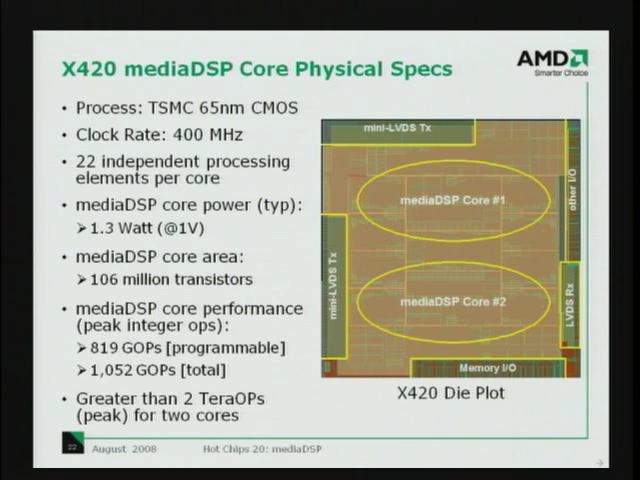 X420 mediaDSP Core Physical Specs
AMD
Smarter Choice
• Process: TSMC 65nm CMOS
• Clock Rate: 400 MHz
• 22 independent processing
elements per core
• mediaDSP core power (typ):
➢1.3 Watt (@1V)
• mediaDSP core area:
➢106 million transistors
• mediaDSP core performance
(peak integer ops):
➢819 GOPs [programmable]
➢1,052 GOPs [total]
• Greater than 2 TeraOPs
(peak) for two cores
mini-LVDS Tx
other I/O
mediaDSP Core #1
mini-LVDS Tx
mediaDSP Core #2
LVDS Rx
Memory I/O
X420 Die Plot
22
August 2008
Hot Chips 20: mediaDSP